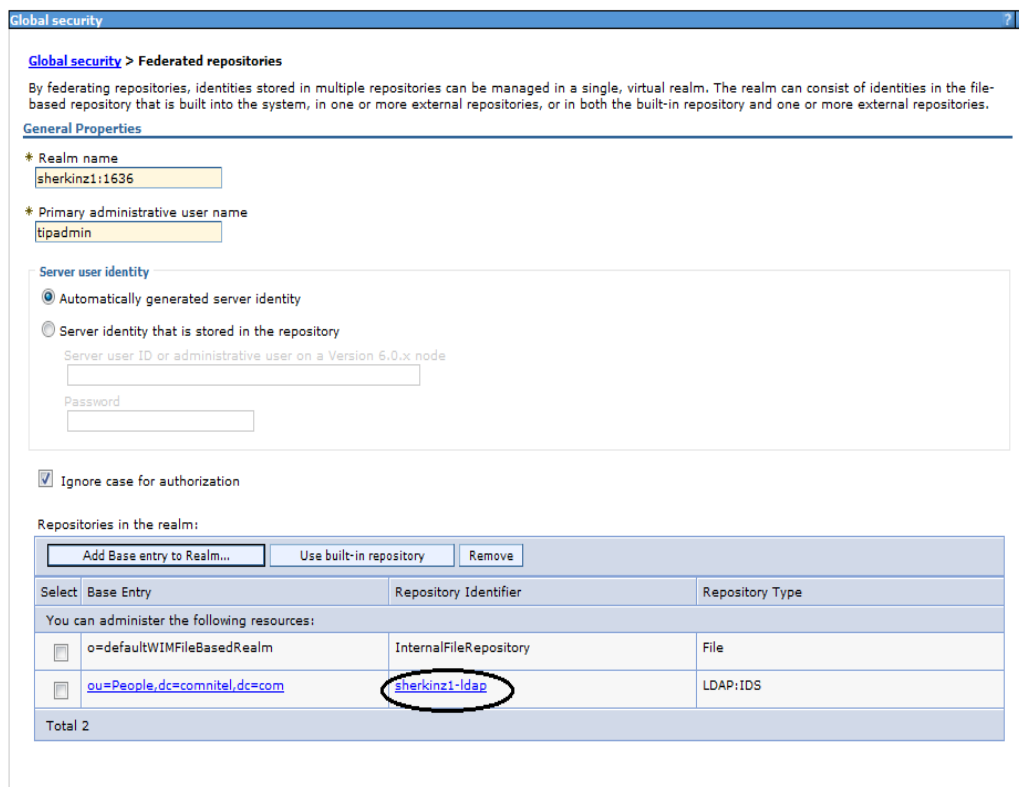 Global security ?
Global security > Federated repositories
By federating repositories, identities stored in multiple repositories can be managed in a single, virtual realm. The realm can consist of identities in the file-
based repository that is built into the system, in one or more external repositories, or in both the built-in repository and one or more external repositories.
General Properties
* Realm name
sherkinz1:1636
* Primary administrative user name
tipadmin
Server user identity
Automatically generated server identity
Server identity that is stored in the repository
Server user ID or administrative user on a Version 6.0.x node
Password
Ignore case for authorization
Repositories in the realm:
Add Base entry to Realm... Use built-in repository Remove
Select Base Entry Repository Identifier Repository Type
You can administer the following resources:
o=defaultWIMFileBasedRealm InternalFileRepository File
ou=People,dc=comnitel,dc=com sherkinz1-ldap LDAP:IDS
Total 2